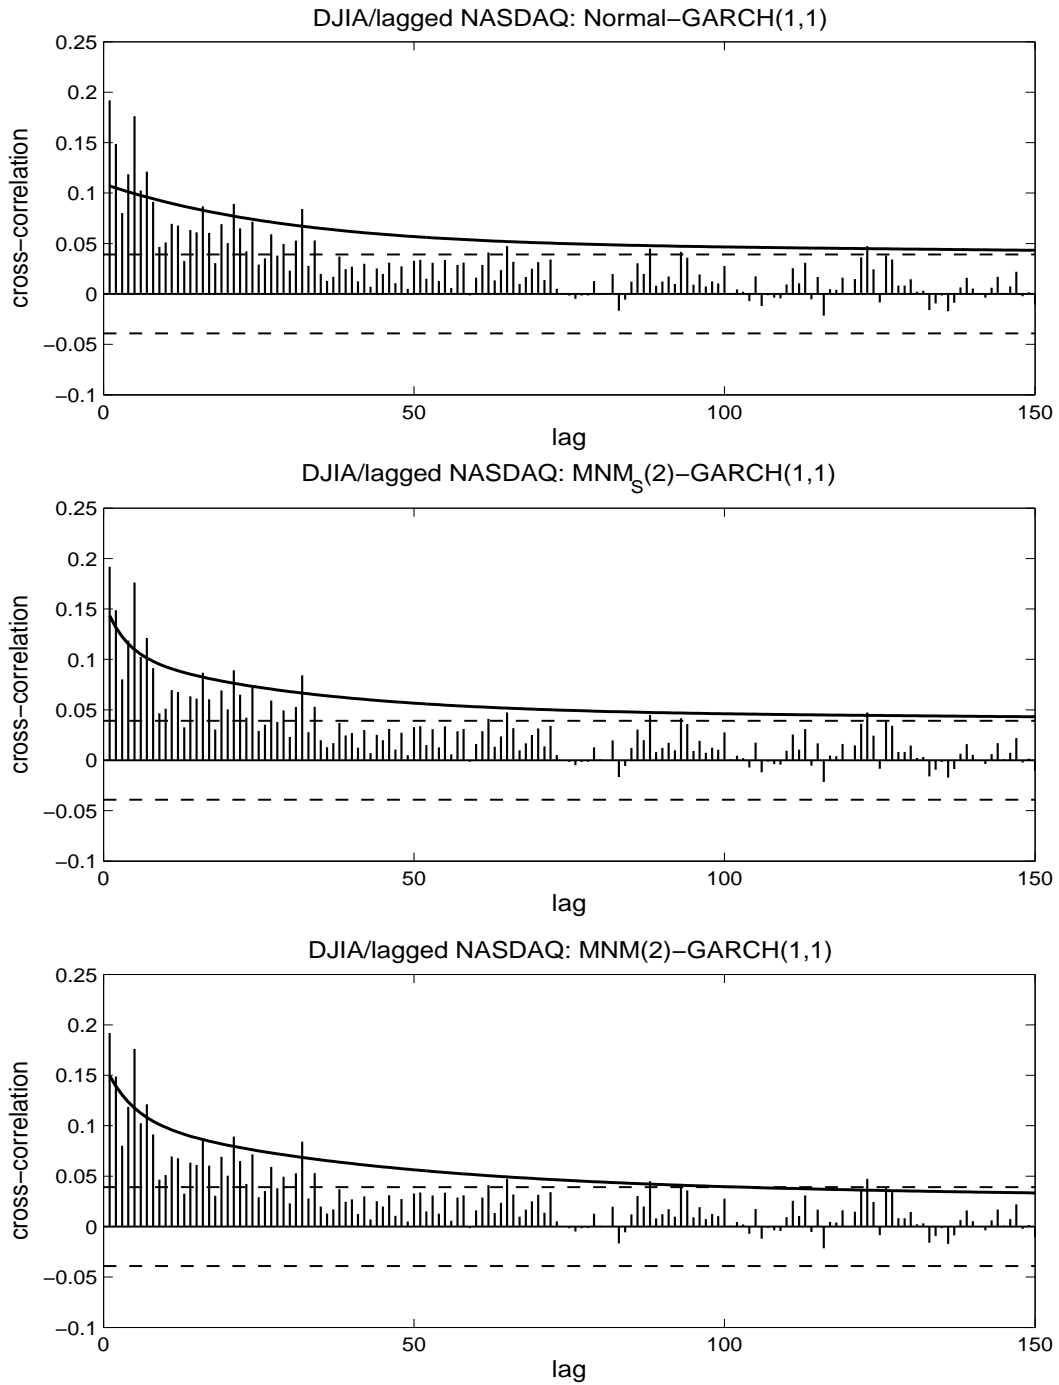 DJIA/lagged NASDAQ: Normal−GARCH(1,1)
0.25
0.2
0.15
0.1
0.05
0
−0.05
−0.1
cross−correlation
0 50 100 150
lag
DJIA/lagged NASDAQ: MNM_S(2)−GARCH(1,1)
0.25
0.2
0.15
0.1
0.05
0
−0.05
−0.1
cross−correlation
0 50 100 150
lag
DJIA/lagged NASDAQ: MNM(2)−GARCH(1,1)
0.25
0.2
0.15
0.1
0.05
0
−0.05
−0.1
cross−correlation
0 50 100 150
lag